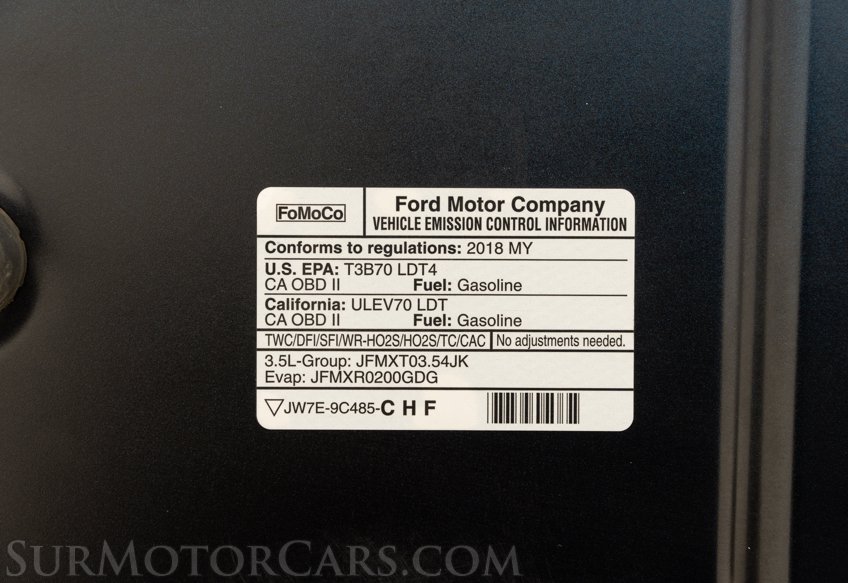 FoMoCo
Ford Motor Company
VEHICLE EMISSION CONTROL INFORMATION
Conforms to regulations: 2018 MY
U.S. EPA: T3B70 LDT4
CA OBD II Fuel: Gasoline
California: ULEV70 LDT
CA OBD II Fuel: Gasoline
TWC/DFI/SFI/WR-HO2S/HO2S/TC/CAC No adjustments needed.
3.5L-Group: JFMXT03.54JK
Evap: JFMXR0200GDG
▽JW7E-9C485-C H F
SURMOTORCARS.COM